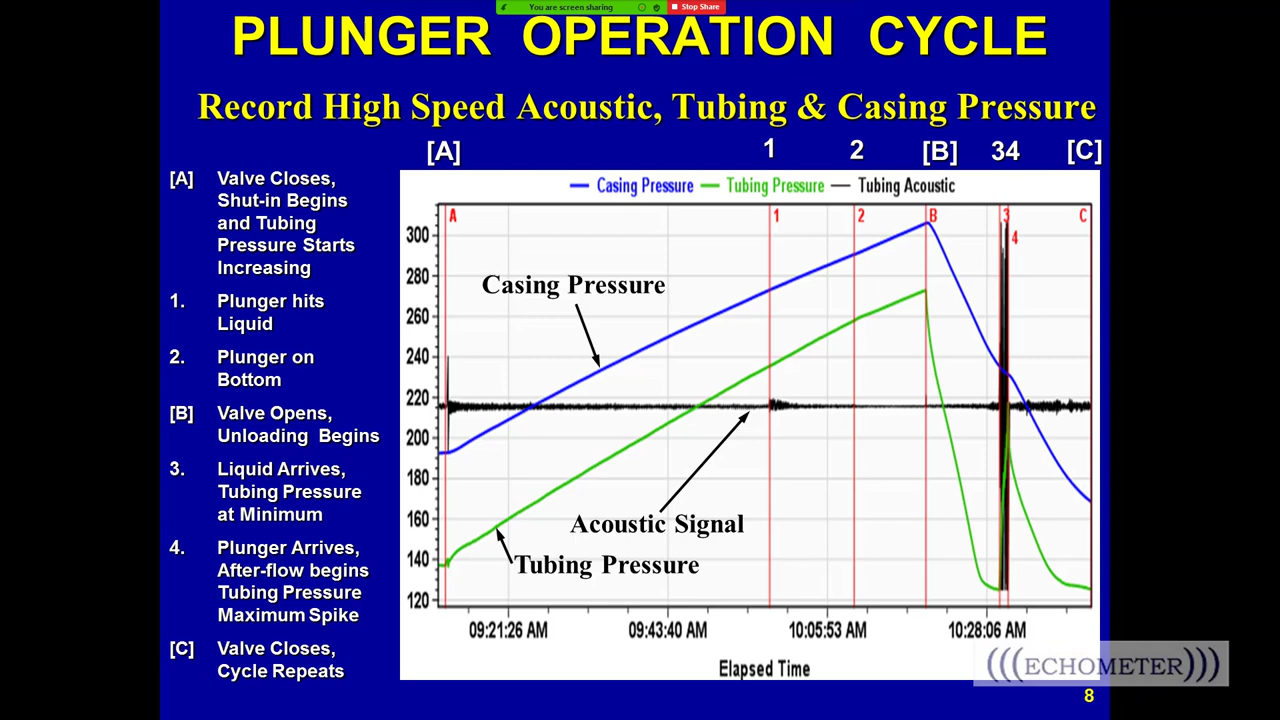 You are screen sharing
Stop Share
PLUNGER OPERATION CYCLE
Record High Speed Acoustic, Tubing & Casing Pressure
[A] 1 2 [B] 34 [C]
[A] Valve Closes,
Shut-in Begins
and Tubing
Pressure Starts
Increasing
1. Plunger hits
Liquid
2. Plunger on
Bottom
[B] Valve Opens,
Unloading Begins
3. Liquid Arrives,
Tubing Pressure
at Minimum
4. Plunger Arrives,
After-flow begins
Tubing Pressure
Maximum Spike
[C] Valve Closes,
Cycle Repeats
Casing Pressure Tubing Pressure Tubing Acoustic
A 1 2 B 3 C
4
300
280
260
240
220
200
180
160
140
120
Casing Pressure
Acoustic Signal
Tubing Pressure
09:21:26 AM 09:43:40 AM 10:05:53 AM 10:28:06 AM
Elapsed Time
(((ECHOMETER)))
8